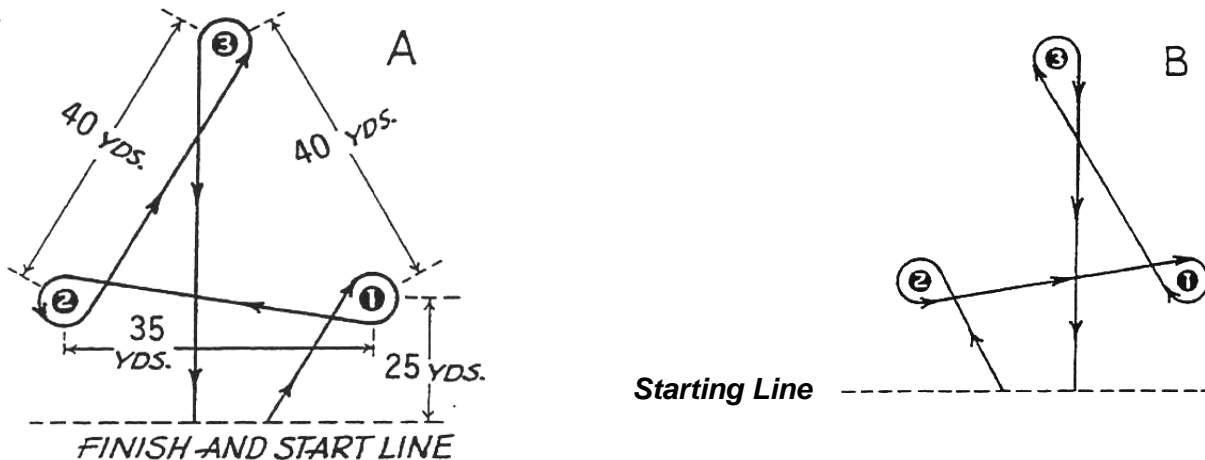 A
3
40 YDS.
40 YDS.
2
1
35
YDS.
25 YDS.
FINISH AND START LINE
B
3
2
1
Starting Line